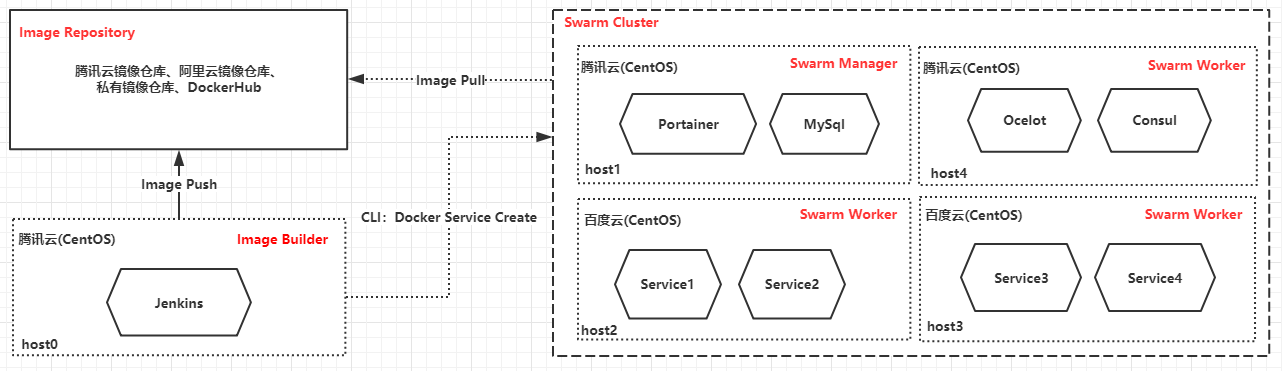 Image Repository
腾讯云镜像仓库、阿里云镜像仓库、
私有镜像仓库、DockerHub
Image Push
腾讯云(CentOS)
Image Builder
Jenkins
host0
Image Pull
CLI：Docker Service Create
Swarm Cluster
腾讯云(CentOS)
Swarm Manager
Portainer
MySql
host1
腾讯云(CentOS)
Swarm Worker
Ocelot
Consul
host4
百度云(CentOS)
Swarm Worker
Service1
Service2
host2
百度云(CentOS)
Swarm Worker
Service3
Service4
host3